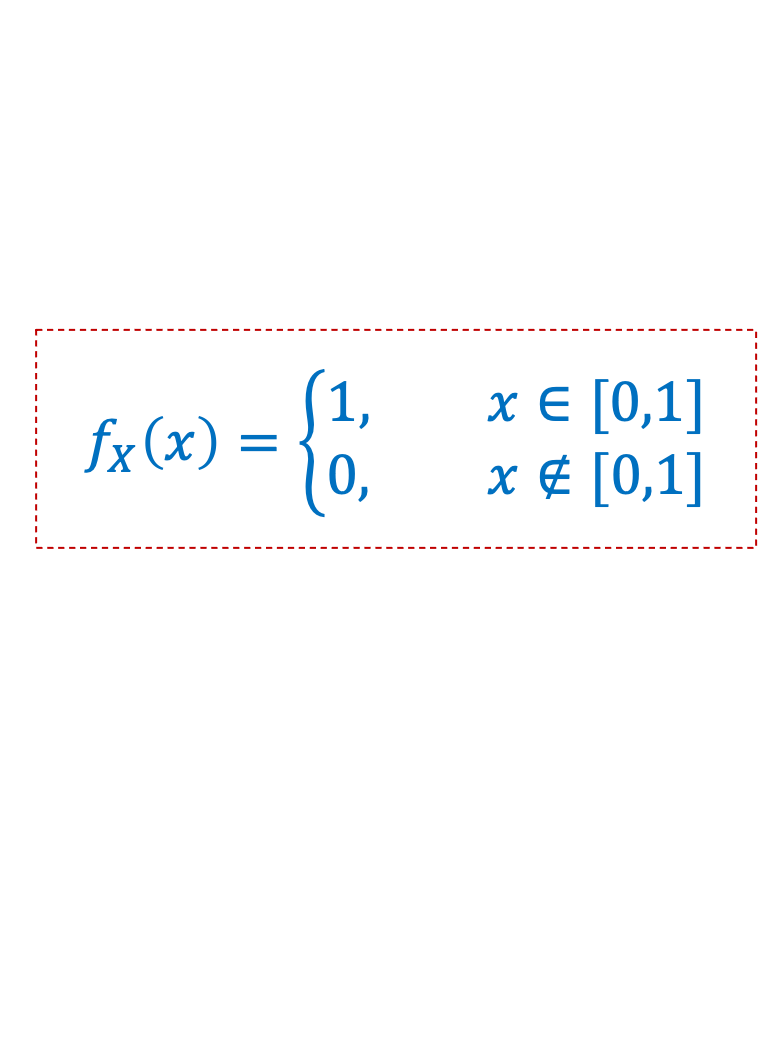 f_X(x) = { 1, x ∈ [0,1]
0, x ∉ [0,1]